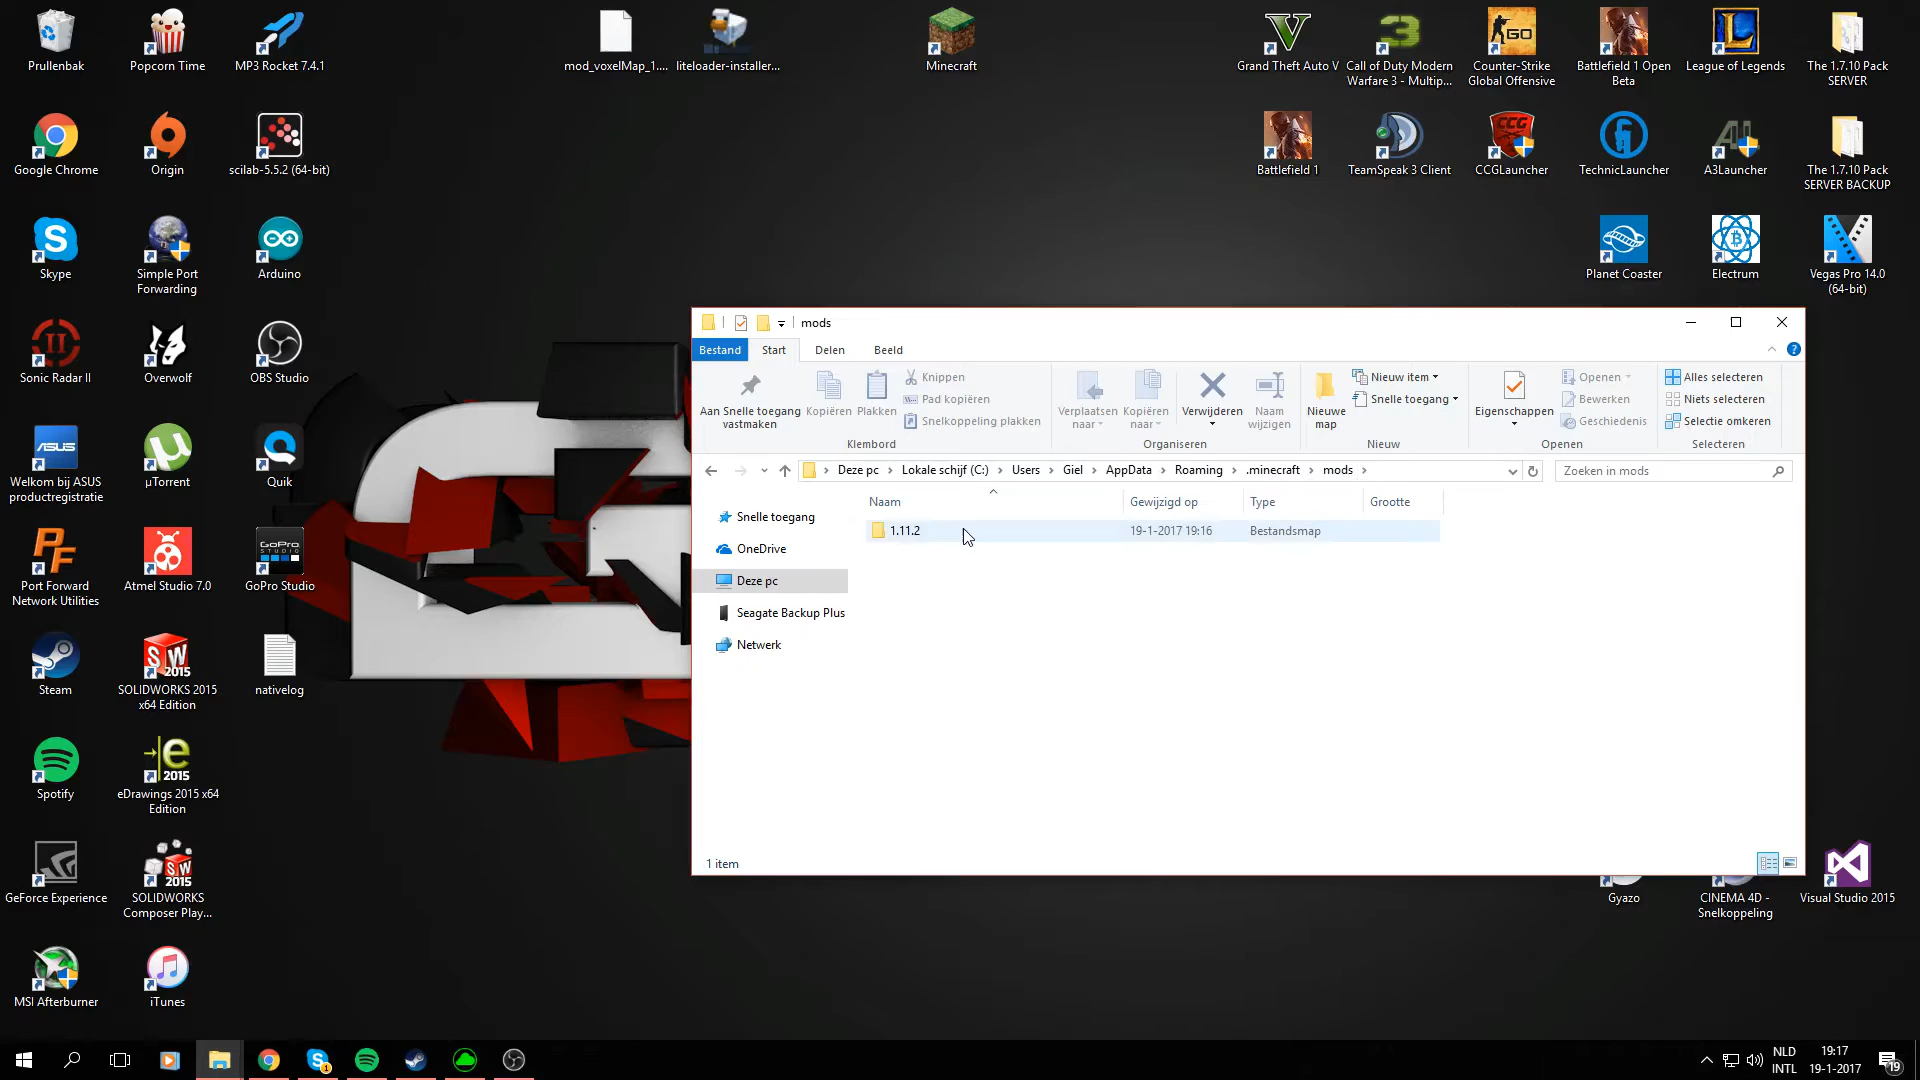 Prullenbak
Popcorn Time
MP3 Rocket 7.4.1
mod_voxelMap_1....
liteloader-installer...
Minecraft
Grand Theft Auto V
Call of Duty Modern
Warfare 3 - Multip...
Counter-Strike
Global Offensive
Battlefield 1 Open
Beta
League of Legends
The 1.7.10 Pack
SERVER
Google Chrome
Origin
scilab-5.5.2 (64-bit)
Battlefield 1
TeamSpeak 3 Client
CCGLauncher
TechnicLauncher
A3Launcher
The 1.7.10 Pack
SERVER BACKUP
Skype
Simple Port
Forwarding
Arduino
Planet Coaster
Electrum
Vegas Pro 14.0
(64-bit)
Sonic Radar II
Overwolf
OBS Studio
Welkom bij ASUS
productregistratie
µTorrent
Quik
Port Forward
Network Utilities
Atmel Studio 7.0
GoPro Studio
Steam
SOLIDWORKS 2015
x64 Edition
nativelog
Spotify
eDrawings 2015 x64
Edition
GeForce Experience
SOLIDWORKS
Composer Play...
MSI Afterburner
iTunes
Gyazo
CINEMA 4D -
Snelkoppeling
Visual Studio 2015
mods
Bestand
Start
Delen
Beeld
Aan Snelle toegang
vastmaken
Kopiëren
Plakken
Knippen
Pad kopiëren
Snelkoppeling plakken
Klembord
Verplaatsen
naar
Kopiëren
naar
Verwijderen
Naam
wijzigen
Organiseren
Nieuwe
map
Nieuw item
Snelle toegang
Nieuw
Eigenschappen
Openen
Bewerken
Geschiedenis
Openen
Alles selecteren
Niets selecteren
Selectie omkeren
Selecteren
Deze pc
Lokale schijf (C:)
Users
Giel
AppData
Roaming
.minecraft
mods
Zoeken in mods
Naam
Gewijzigd op
Type
Grootte
1.11.2
19-1-2017 19:16
Bestandsmap
Snelle toegang
OneDrive
Deze pc
Seagate Backup Plus
Netwerk
1 item
NLD
INTL
19:17
19-1-2017
19